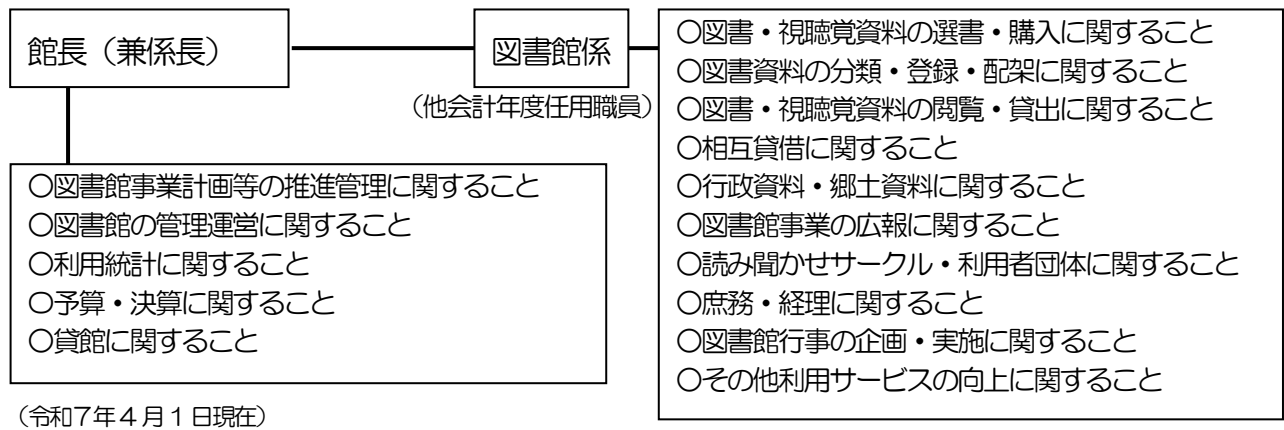 館長（兼係長）
図書館係
（他会計年度任用職員）
○図書館事業計画等の推進管理に関すること
○図書館の管理運営に関すること
○利用統計に関すること
○予算・決算に関すること
○貸館に関すること
○図書・視聴覚資料の選書・購入に関すること
○図書資料の分類・登録・配架に関すること
○図書・視聴覚資料の閲覧・貸出に関すること
○相互貸借に関すること
○行政資料・郷土資料に関すること
○図書館事業の広報に関すること
○読み聞かせサークル・利用者団体に関すること
○庶務・経理に関すること
○図書館行事の企画・実施に関すること
○その他利用サービスの向上に関すること
（令和７年４月１日現在）